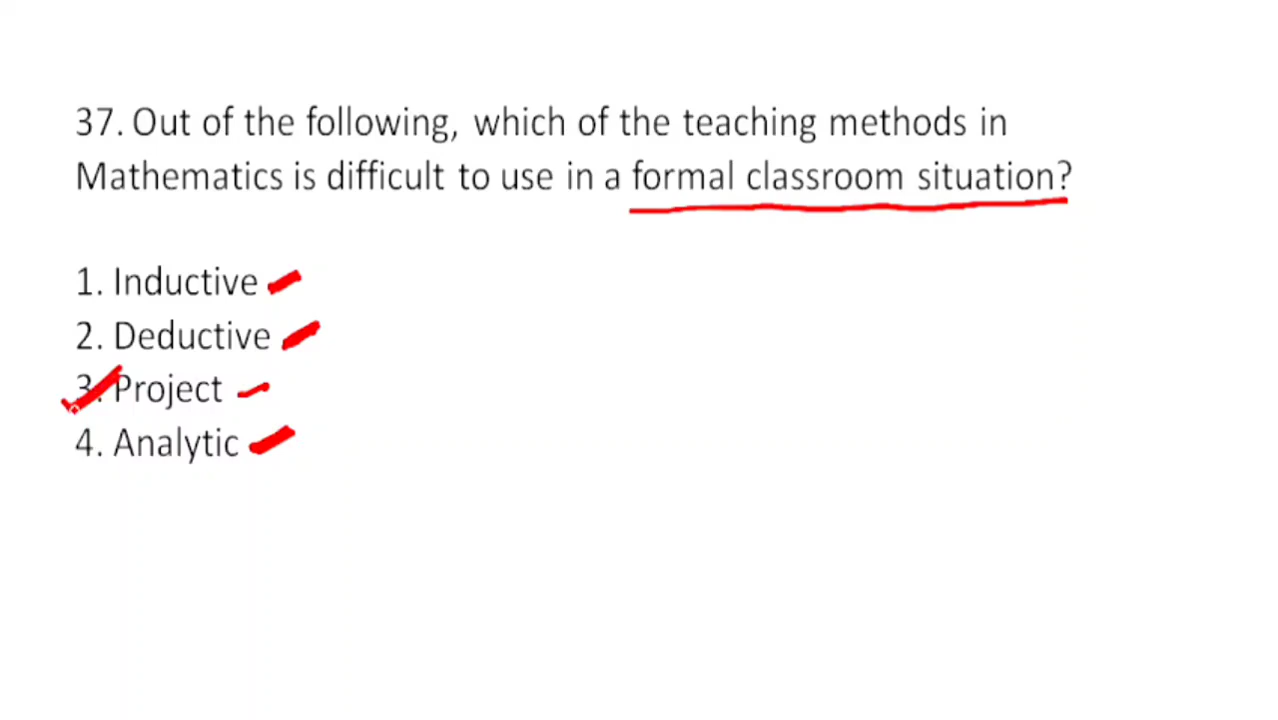 37. Out of the following, which of the teaching methods in
Mathematics is difficult to use in a formal classroom situation?
1. Inductive
2. Deductive
3. Project
4. Analytic